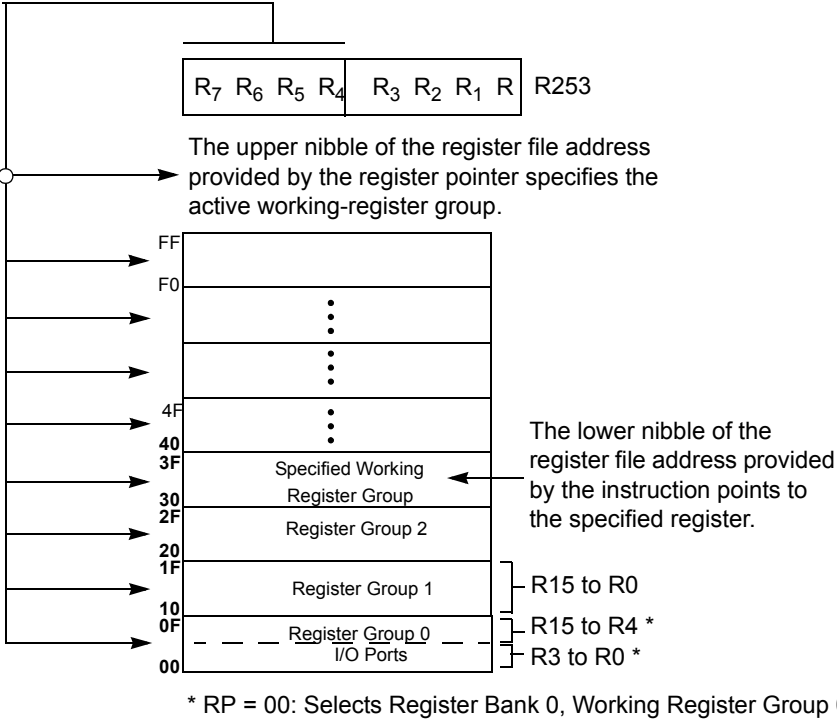 R7 R6 R5 R4 R3 R2 R1 R R253
The upper nibble of the register file address
provided by the register pointer specifies the
active working-register group.
FF
F0
4F
40
3F
Specified Working
Register Group
30
The lower nibble of the
register file address provided
by the instruction points to
the specified register.
2F
Register Group 2
20
1F
Register Group 1
R15 to R0
10
0F
Register Group 0
R15 to R4 *
I/O Ports
R3 to R0 *
00
* RP = 00: Selects Register Bank 0, Working Register Group